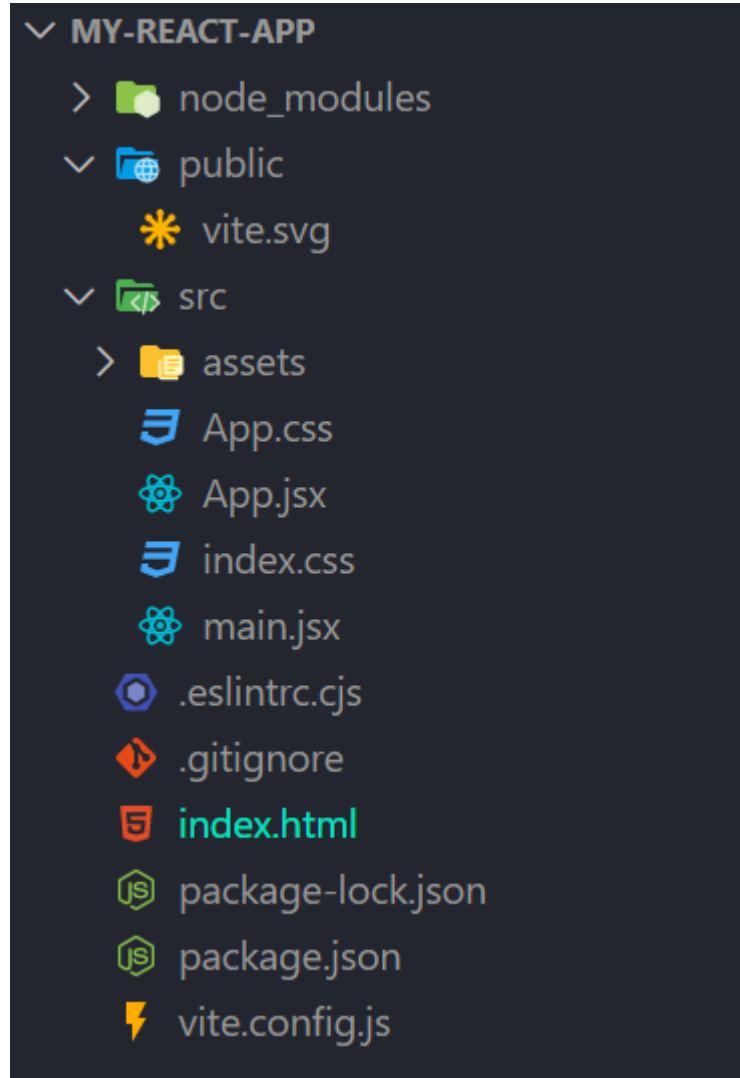 MY-REACT-APP
node_modules
public
vite.svg
src
assets
App.css
App.jsx
index.css
main.jsx
.eslintrc.cjs
.gitignore
index.html
package-lock.json
package.json
vite.config.js